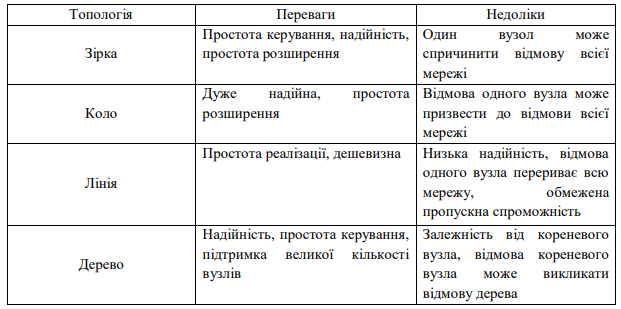 Топологія Переваги Недоліки
Зірка
Простота керування, надійність,
простота розширення
Один вузол може
спричинити відмову всієї
мережі
Коло
Дуже надійна, простота
розширення
Відмова одного вузла може
призвести до відмови всієї
мережі
Лінія
Простота реалізації, дешевизна
Низька надійність, відмова
одного вузла перериває всю
мережу, обмежена
пропускна спроможність
Дерево
Надійність, простота керування,
підтримка великої кількості
вузлів
Залежність від кореневого
вузла, відмова кореневого
вузла може викликати
відмову дерева